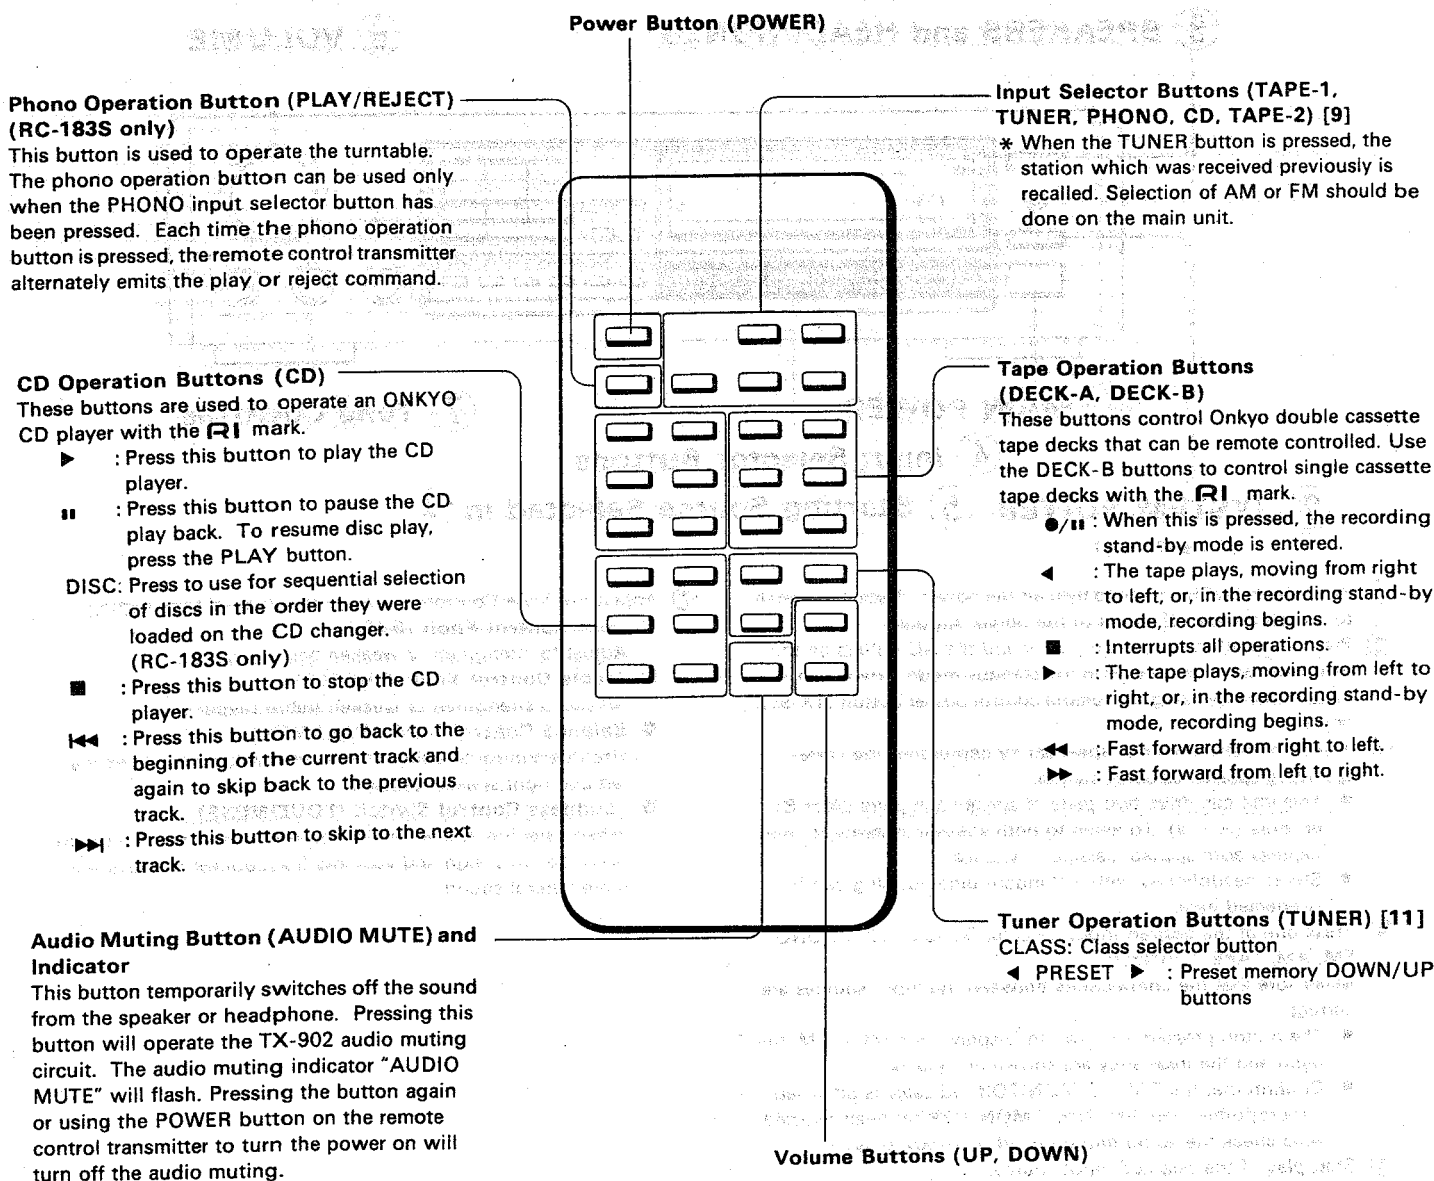 Power Button (POWER)
Phono Operation Button (PLAY/REJECT)
(RC-183S only)
This button is used to operate the turntable.
The phono operation button can be used only
when the PHONO input selector button has
been pressed. Each time the phono operation
button is pressed, the remote control transmitter
alternately emits the play or reject command.
CD Operation Buttons (CD)
These buttons are used to operate an ONKYO
CD player with the RI mark.
▶ : Press this button to play the CD
player.
⏸ : Press this button to pause the CD
play back. To resume disc play,
press the PLAY button.
DISC: Press to use for sequential selection
of discs in the order they were
loaded on the CD changer.
(RC-183S only)
■ : Press this button to stop the CD
player.
⏮ : Press this button to go back to the
beginning of the current track and
again to skip back to the previous
track.
⏭ : Press this button to skip to the next
track.
Audio Muting Button (AUDIO MUTE) and
Indicator
This button temporarily switches off the sound
from the speaker or headphone. Pressing this
button will operate the TX-902 audio muting
circuit. The audio muting indicator "AUDIO
MUTE" will flash. Pressing the button again
or using the POWER button on the remote
control transmitter to turn the power on will
turn off the audio muting.
Input Selector Buttons (TAPE-1,
TUNER, PHONO, CD, TAPE-2) [9]
* When the TUNER button is pressed, the
station which was received previously is
recalled. Selection of AM or FM should be
done on the main unit.
Tape Operation Buttons
(DECK-A, DECK-B)
These buttons control Onkyo double cassette
tape decks that can be remote controlled. Use
the DECK-B buttons to control single cassette
tape decks with the RI mark.
●/⏸ : When this is pressed, the recording
stand-by mode is entered.
◀ : The tape plays, moving from right
to left, or, in the recording stand-by
mode, recording begins.
■ : Interrupts all operations.
▶ : The tape plays, moving from left to
right, or, in the recording stand-by
mode, recording begins.
◀◀ : Fast forward from right to left.
▶▶ : Fast forward from left to right.
Tuner Operation Buttons (TUNER) [11]
CLASS: Class selector button
◀ PRESET ▶ : Preset memory DOWN/UP
buttons
Volume Buttons (UP, DOWN)